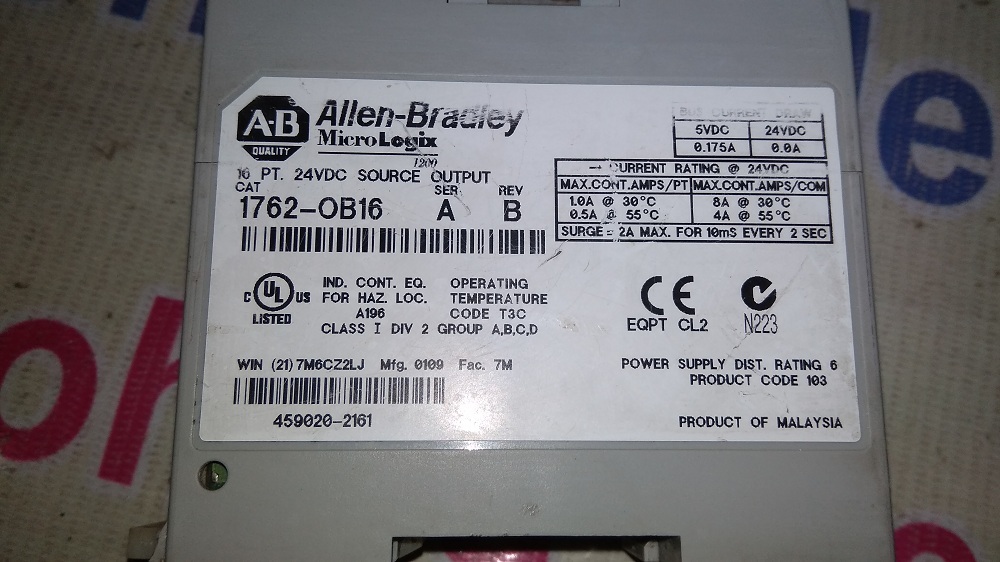 A-B
QUALITY
Allen-Bradley
MicroLogix
1200
16 PT. 24VDC SOURCE OUTPUT
CAT SER REV
1762-OB16 A B
BUS CURRENT DRAW
5VDC 24VDC
0.175A 0.0A
→ CURRENT RATING @ 24VDC
MAX.CONT.AMPS/PT MAX.CONT.AMPS/COM
1.0A @ 30°C 8A @ 30°C
0.5A @ 55°C 4A @ 55°C
SURGE = 2A MAX. FOR 10mS EVERY 2 SEC
C UL US
LISTED
IND. CONT. EQ.
FOR HAZ. LOC.
A196
OPERATING
TEMPERATURE
CODE T3C
CLASS I DIV 2 GROUP A,B,C,D
CE
EQPT CL2
N223
WIN (21) 7M6CZ2LJ Mfg. 0109 Fac. 7M
459020-2161
POWER SUPPLY DIST. RATING 6
PRODUCT CODE 103
PRODUCT OF MALAYSIA